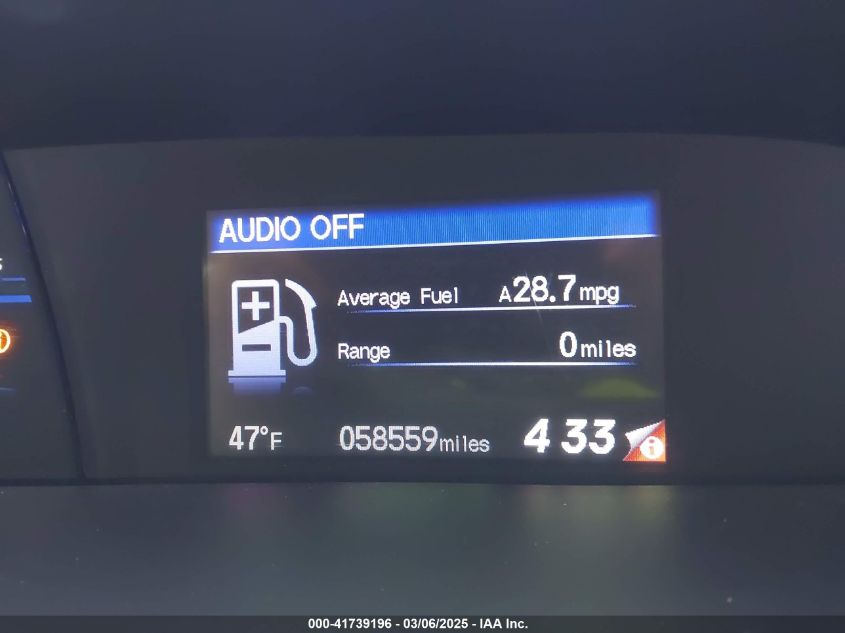 AUDIO OFF
Average Fuel A28.7mpg
Range 0miles
47°F 058559miles 4 33
000-41739196 - 03/06/2025 - IAA Inc.